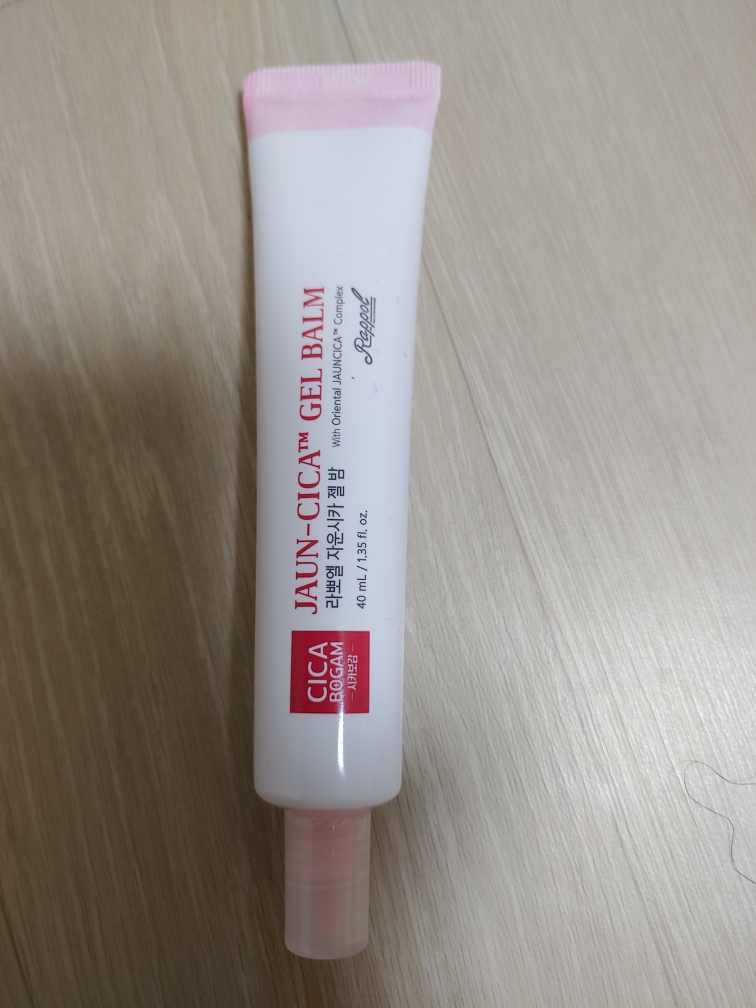 CICA
BOGAM
시카보감
JAUN-CICA™ GEL BALM
라뽀엘 자운시카 젤 밤
With Oriental JAUNCICA™ Complex
40 mL / 1.35 fl. oz.
Rappol